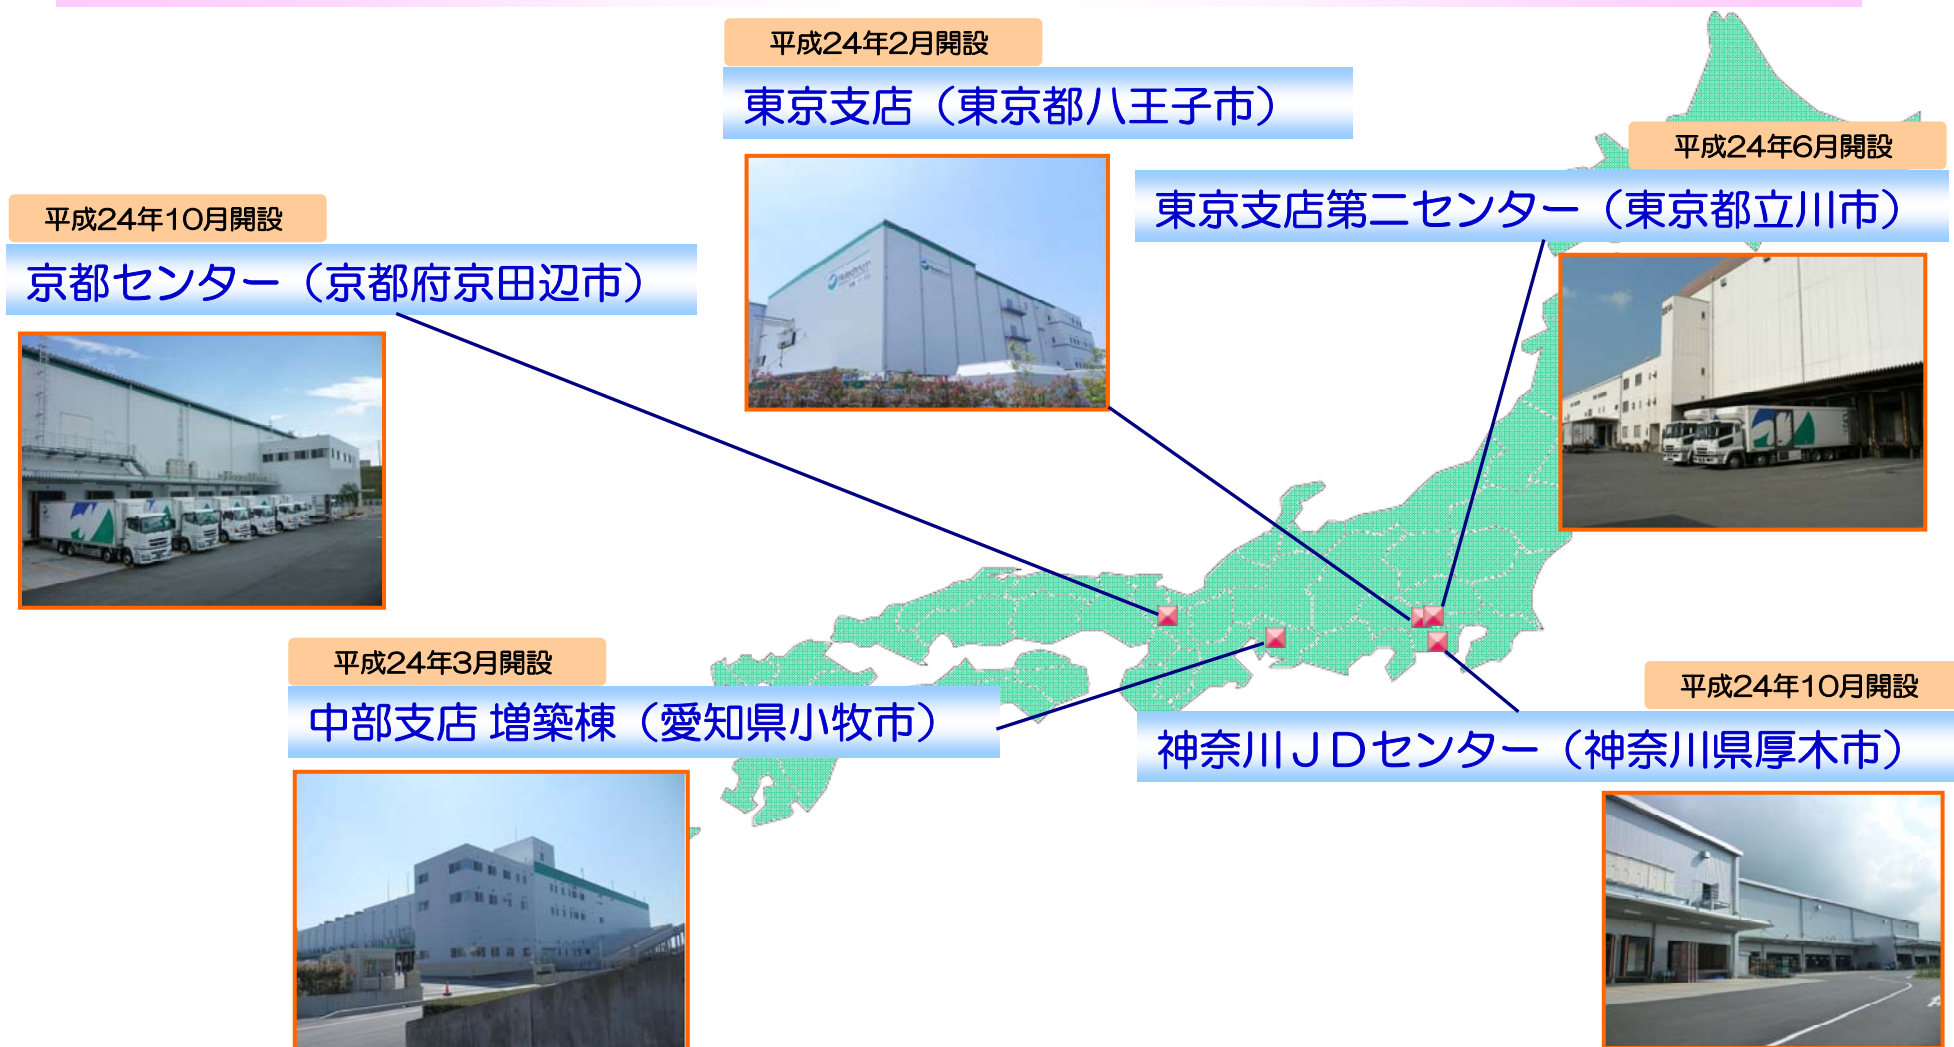 平成24年2月開設
東京支店（東京都八王子市）
平成24年6月開設
東京支店第二センター（東京都立川市）
平成24年10月開設
京都センター（京都府京田辺市）
平成24年3月開設
中部支店 増築棟（愛知県小牧市）
平成24年10月開設
神奈川ＪＤセンター（神奈川県厚木市）